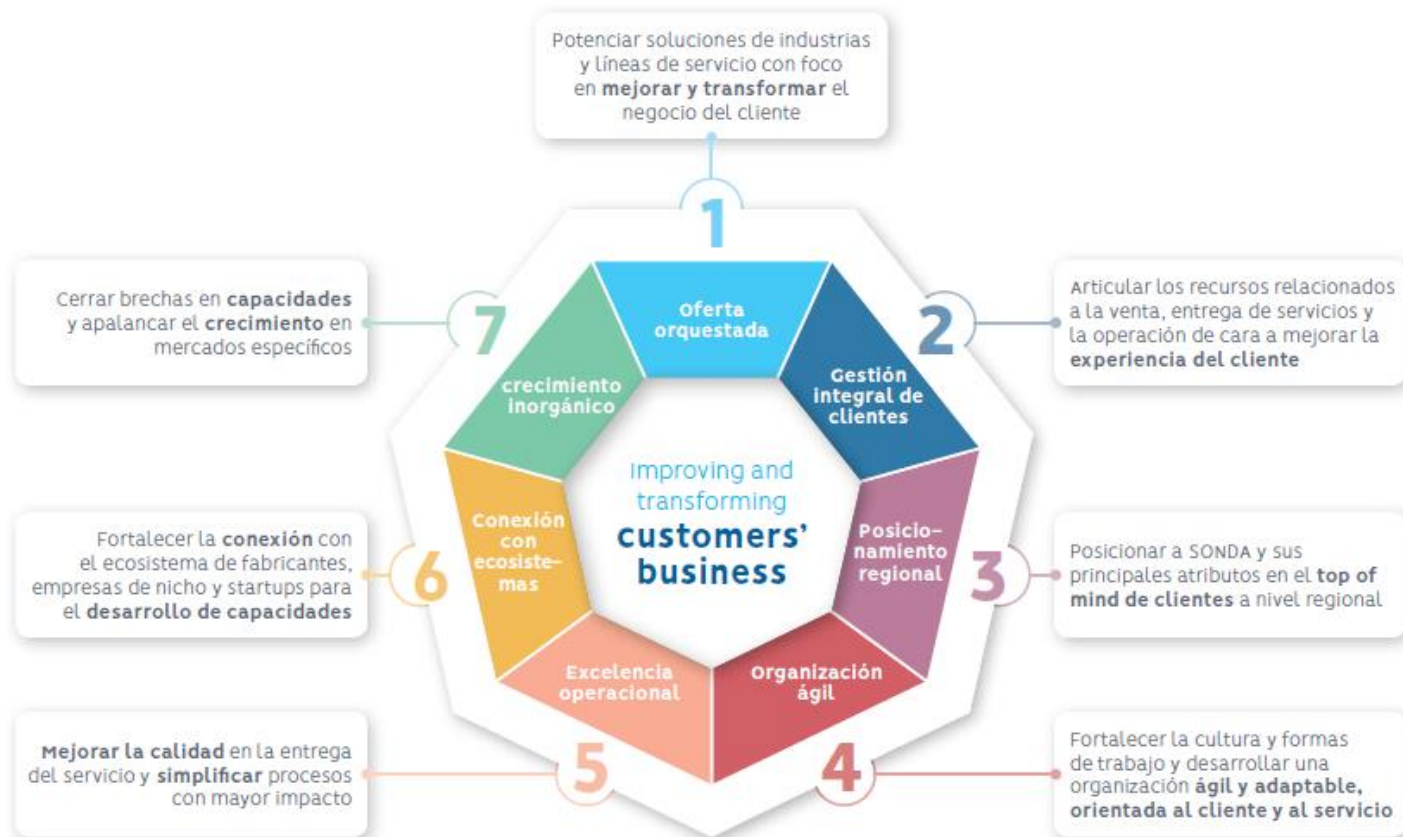 Potenciar soluciones de industrias
y líneas de servicio con foco
en mejorar y transformar el
negocio del cliente
1
Oferta
orquestada
2
Articular los recursos relacionados
a la venta, entrega de servicios y
la operación de cara a mejorar la
experiencia del cliente
Gestión
integral de
clientes
3
Posicionar a SONDA y sus
principales atributos en el top of
mind de clientes a nivel regional
Posicio-
namiento
regional
4
Fortalecer la cultura y formas
de trabajo y desarrollar una
organización ágil y adaptable,
orientada al cliente y al servicio
Organización
ágil
5
Mejorar la calidad en la entrega
del servicio y simplificar procesos
con mayor impacto
Excelencia
operacional
6
Fortalecer la conexión con
el ecosistema de fabricantes,
empresas de nicho y startups para
el desarrollo de capacidades
Conexión
con
ecosiste-
mas
7
Cerrar brechas en capacidades
y apalancar el crecimiento en
mercados específicos
crecimiento
inorgánico
Improving and
transforming
customers'
business